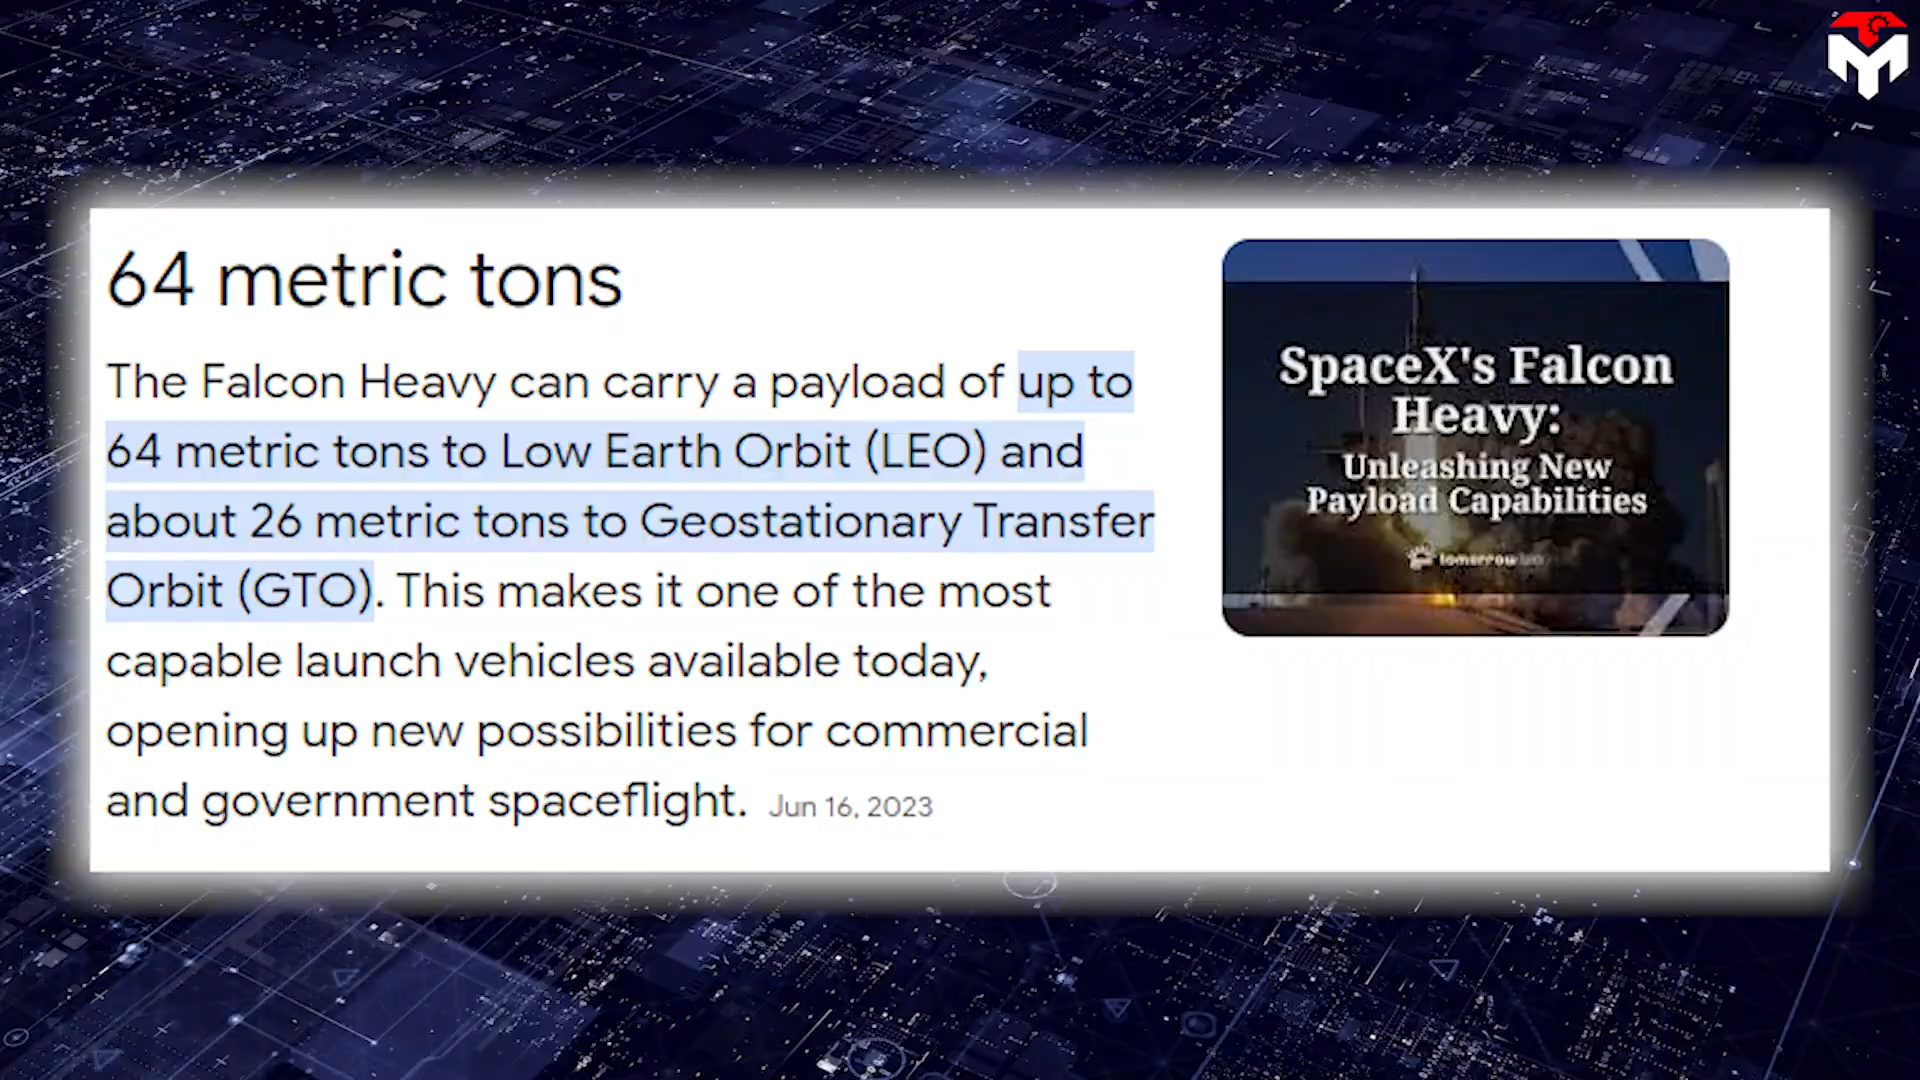 64 metric tons
The Falcon Heavy can carry a payload of up to
64 metric tons to Low Earth Orbit (LEO) and
about 26 metric tons to Geostationary Transfer
Orbit (GTO). This makes it one of the most
capable launch vehicles available today,
opening up new possibilities for commercial
and government spaceflight. Jun 16, 2023
SpaceX's Falcon
Heavy:
Unleashing New
Payload Capabilities